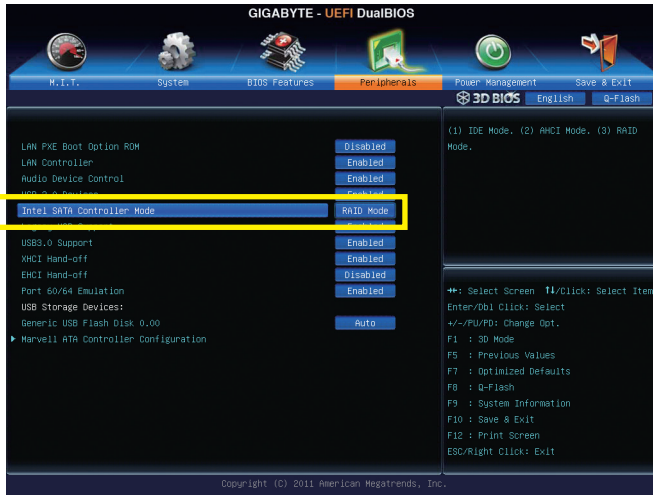 GIGABYTE - UEFI DualBIOS
M.I.T. System BIOS Features Peripherals Power Management Save & Exit
3D BIOS English Q-Flash
(1) IDE Mode. (2) AHCI Mode. (3) RAID
Mode.
LAN PXE Boot Option ROM Disabled
LAN Controller Enabled
Audio Device Control Enabled
Enabled
Intel SATA Controller Mode RAID Mode
Enabled
USB3.0 Support Enabled
XHCI Hand-off Enabled
EHCI Hand-off Disabled
Port 60/64 Emulation Enabled
USB Storage Devices:
Generic USB Flash Disk 0.00 Auto
Marvell ATA Controller Configuration
→←: Select Screen ↑↓/Click: Select Item
Enter/Dbl Click: Select
+/-/PU/PD: Change Opt.
F1 : 3D Mode
F5 : Previous Values
F7 : Optimized Defaults
F8 : Q-Flash
F9 : System Information
F10 : Save & Exit
F12 : Print Screen
ESC/Right Click: Exit
Copyright (C) 2011 American Megatrends, Inc.